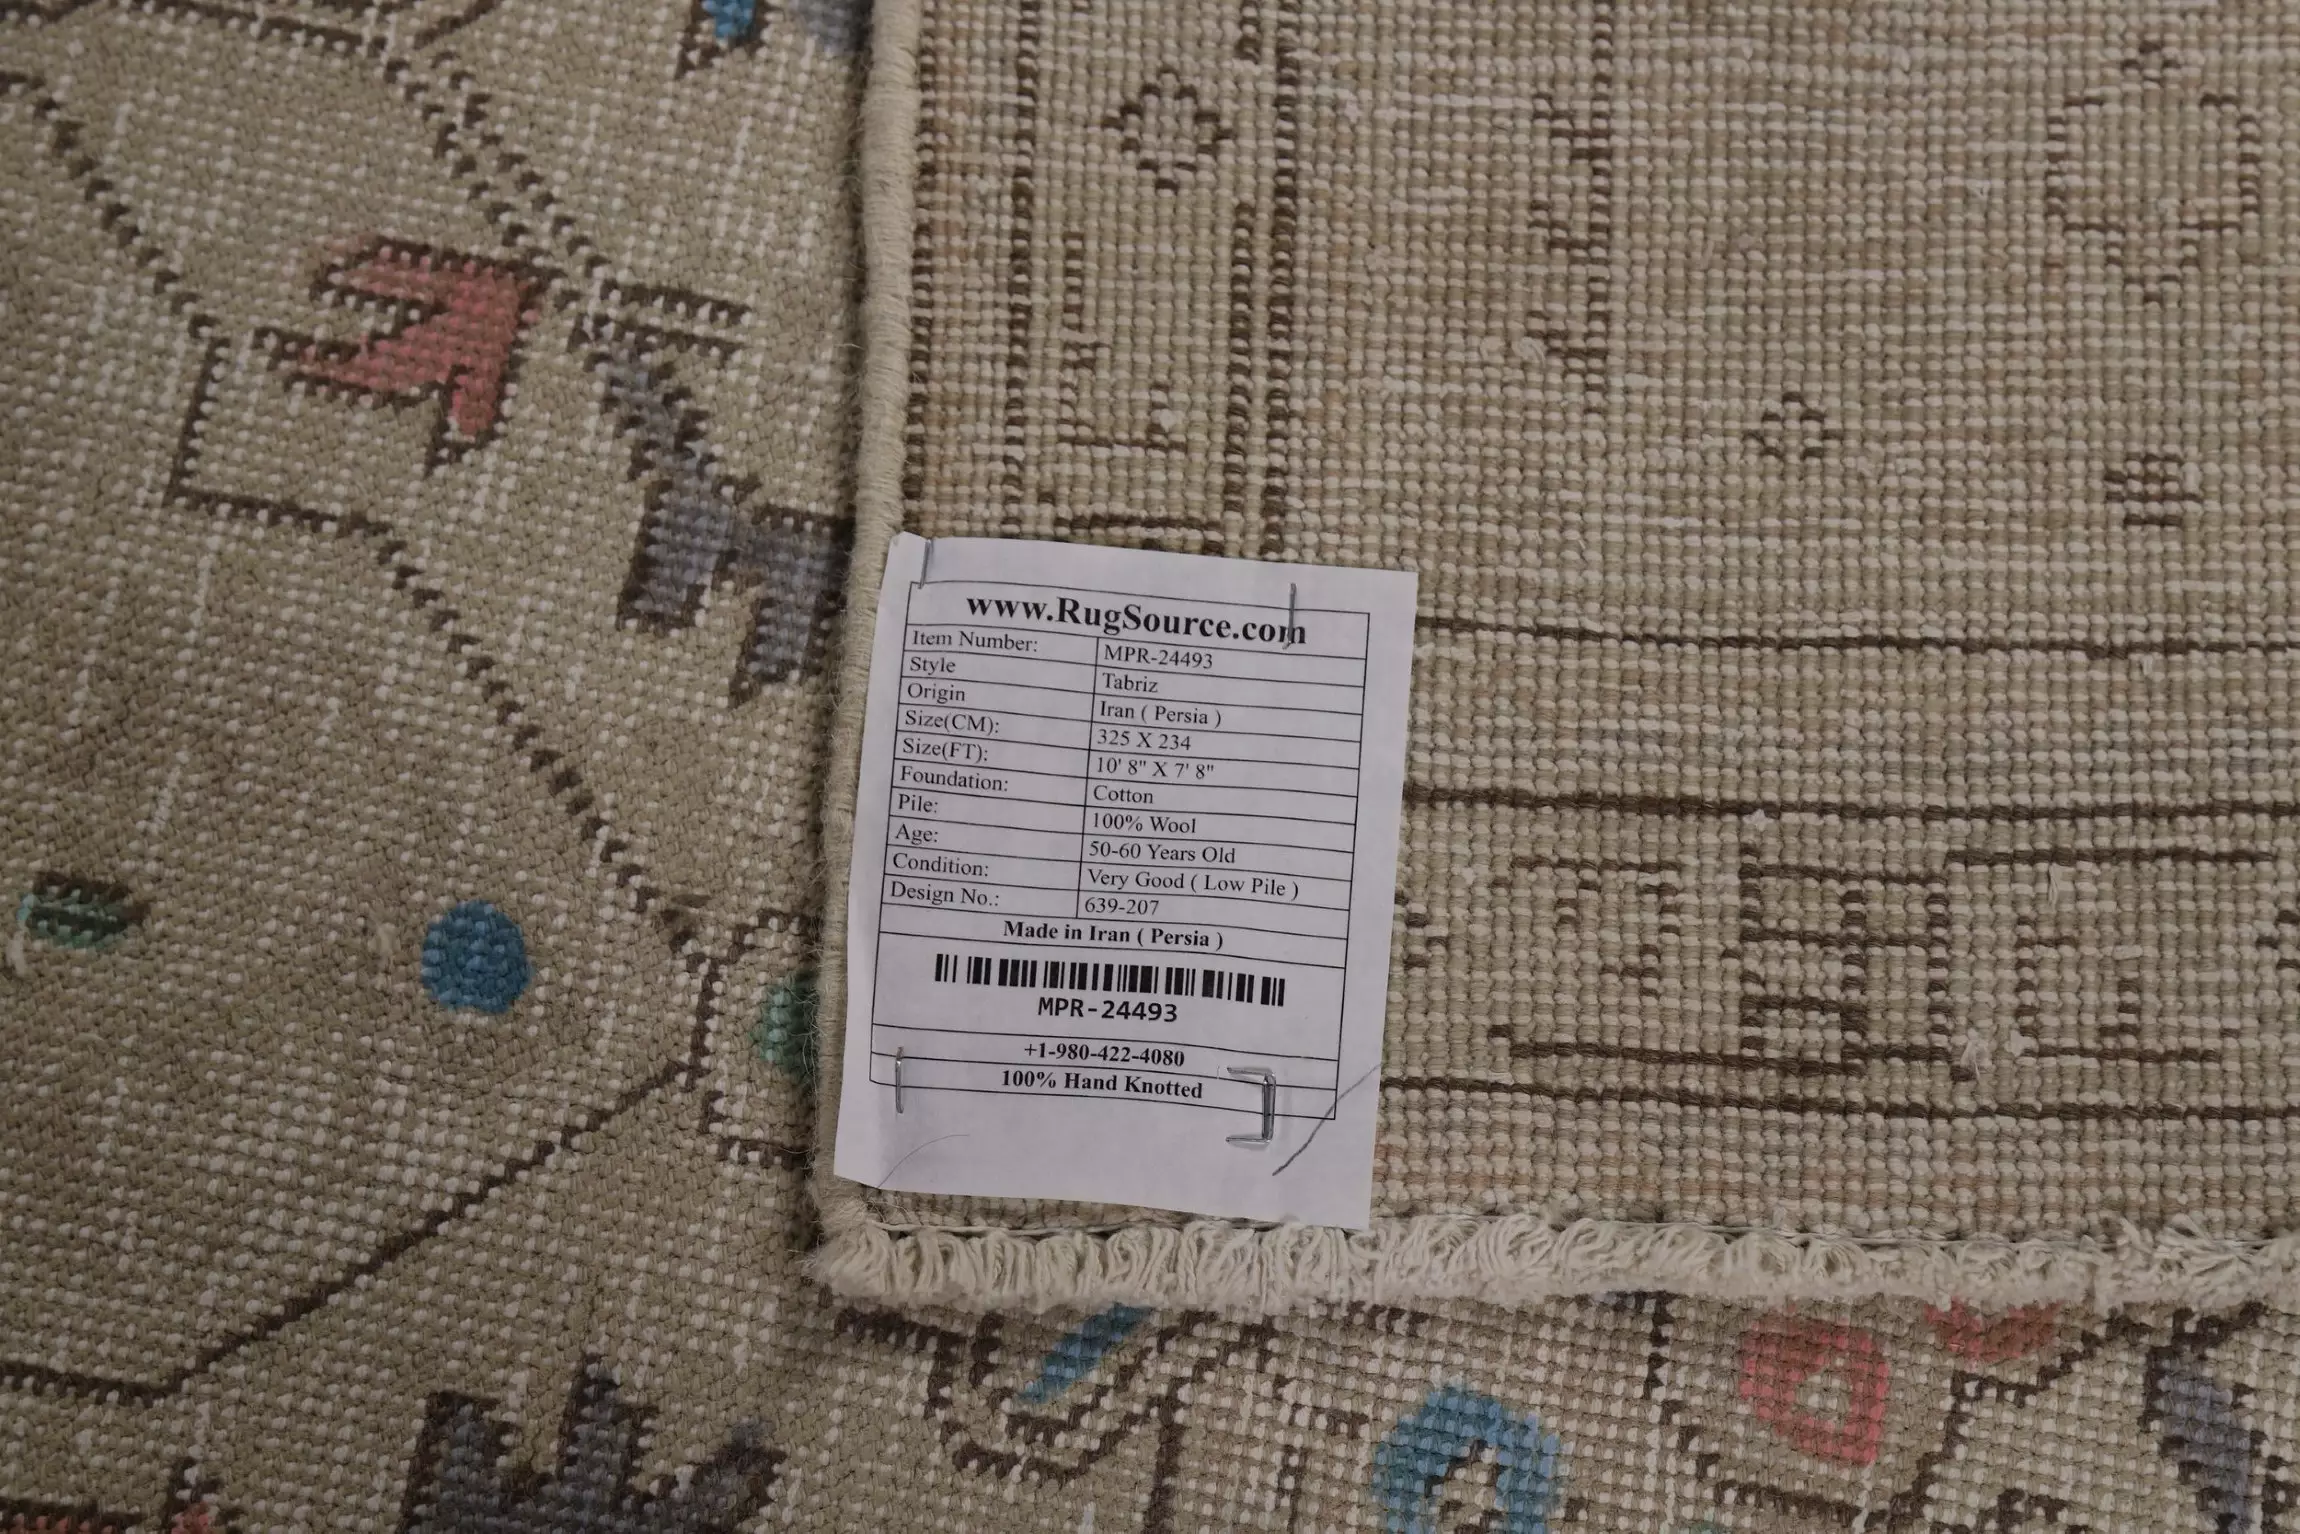 www.RugSource.com
Item Number: MPR-24493
Style Tabriz
Origin Iran ( Persia )
Size(CM): 325 X 234
Size(FT): 10' 8" X 7' 8"
Foundation: Cotton
Pile: 100% Wool
Age: 50-60 Years Old
Condition: Very Good ( Low Pile )
Design No.: 639-207
Made in Iran ( Persia )
MPR-24493
+1-980-422-4080
100% Hand Knotted